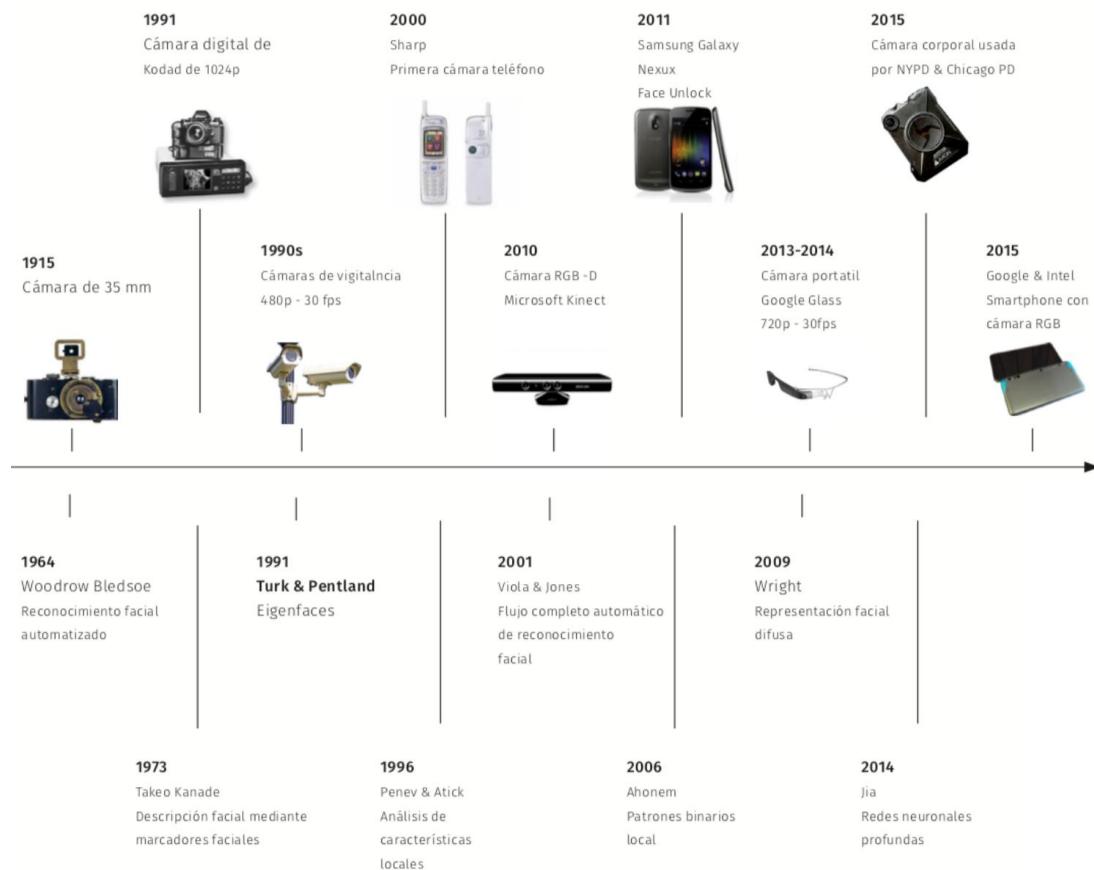 1991
Cámara digital de
Kodad de 1024p
2000
Sharp
Primera cámara teléfono
2011
Samsung Galaxy
Nexux
Face Unlock
2015
Cámara corporal usada
por NYPD & Chicago PD
1915
Cámara de 35 mm
1990s
Cámaras de vigitalncia
480p - 30 fps
2010
Cámara RGB -D
Microsoft Kinect
2013-2014
Cámara portatil
Google Glass
720p - 30fps
2015
Google & Intel
Smartphone con
cámara RGB
1964
Woodrow Bledsoe
Reconocimiento facial
automatizado
1991
Turk & Pentland
Eigenfaces
2001
Viola & Jones
Flujo completo automático
de reconocimiento
facial
2009
Wright
Representación facial
difusa
1973
Takeo Kanade
Descripción facial mediante
marcadores faciales
1996
Penev & Atick
Análisis de
características
locales
2006
Ahonem
Patrones binarios
local
2014
Jia
Redes neuronales
profundas